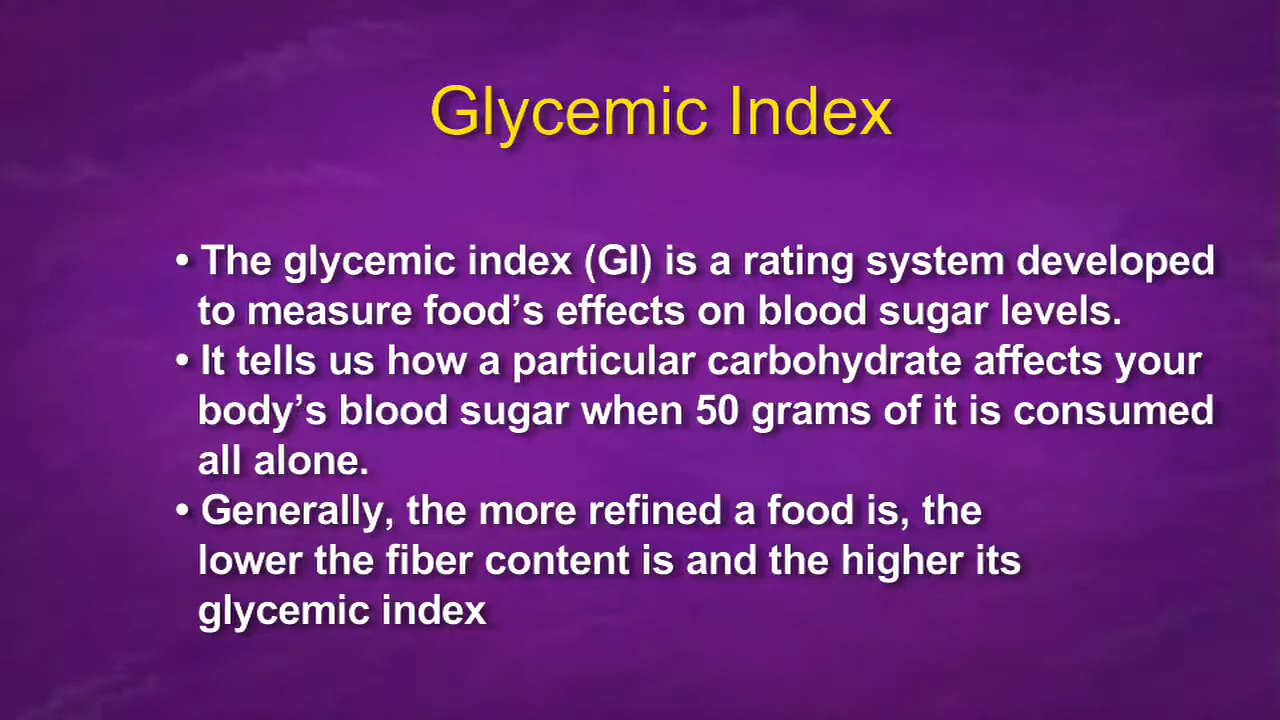 Glycemic Index
• The glycemic index (GI) is a rating system developed
to measure food’s effects on blood sugar levels.
• It tells us how a particular carbohydrate affects your
body’s blood sugar when 50 grams of it is consumed
all alone.
• Generally, the more refined a food is, the
lower the fiber content is and the higher its
glycemic index